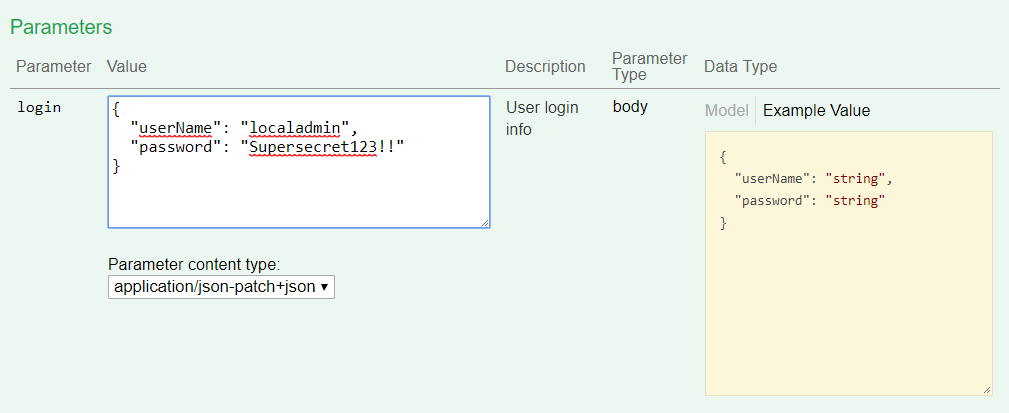 Parameters
Parameter Value Description Parameter Type Data Type
login
{
"userName": "localadmin",
"password": "Supersecret123!!"
}
User login
info
body
Model Example Value
{
"userName": "string",
"password": "string"
}
Parameter content type:
application/json-patch+json